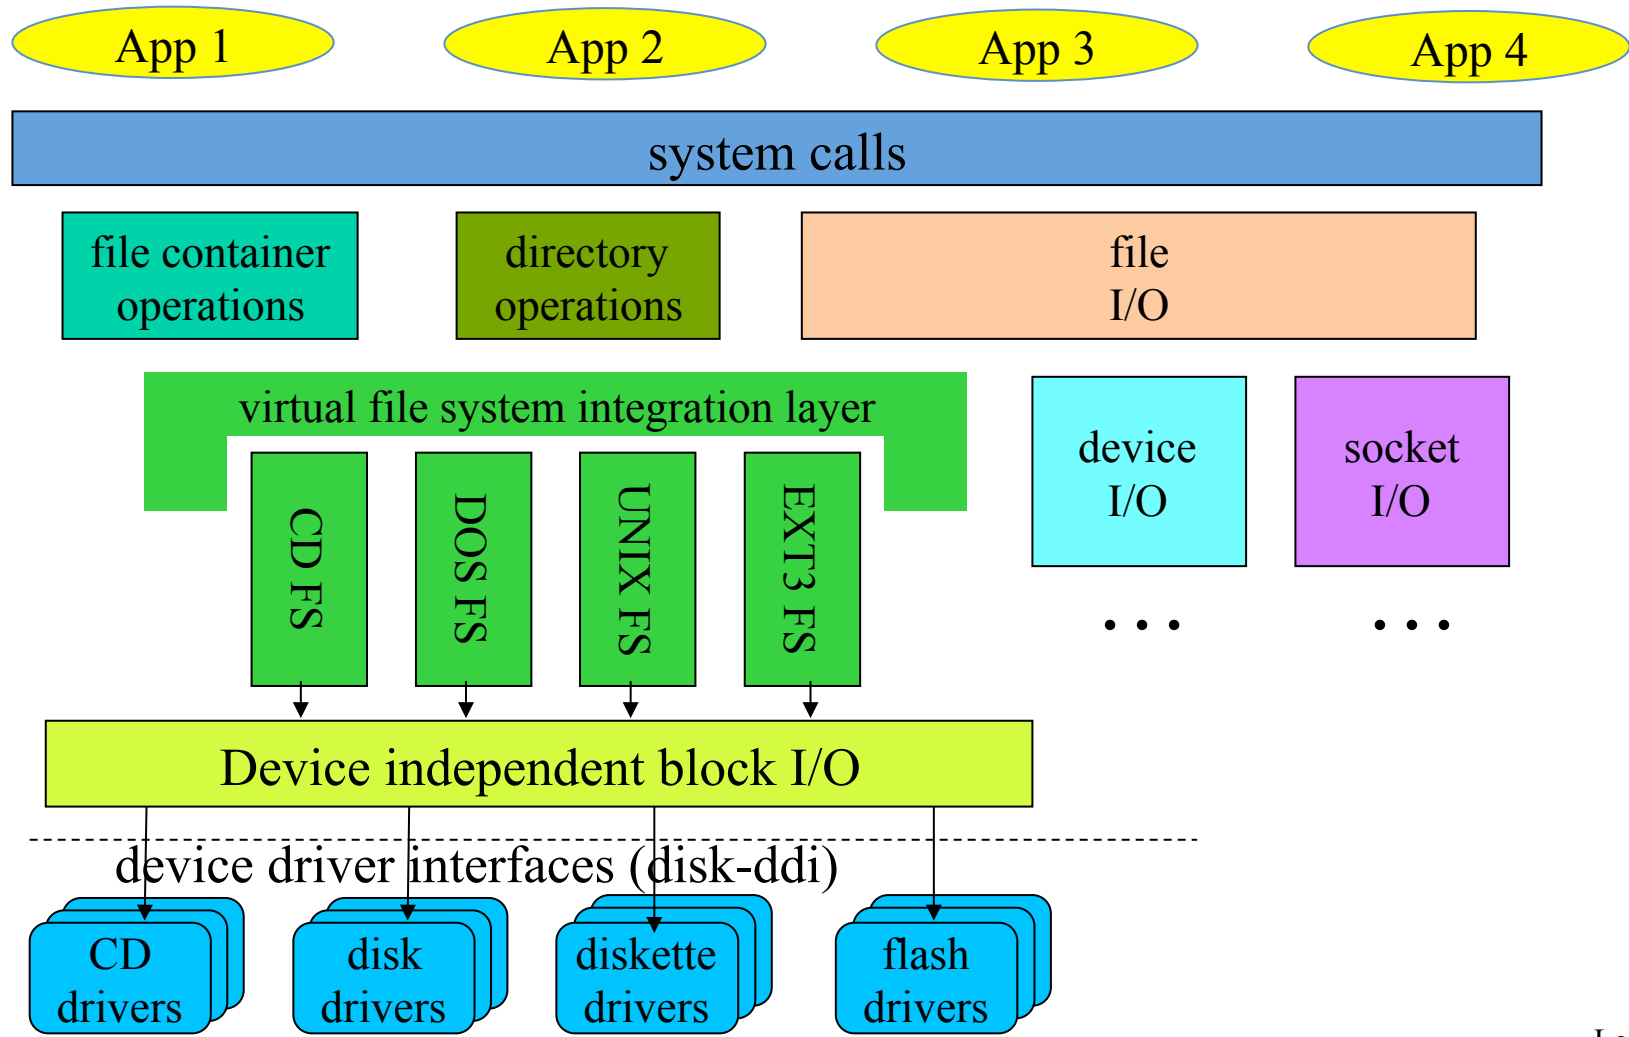 App 1
App 2
App 3
App 4
system calls
file container
operations
directory
operations
file
I/O
virtual file system integration layer
device
I/O
socket
I/O
CD FS
DOS FS
UNIX FS
EXT3 FS
. . .
. . .
Device independent block I/O
device driver interfaces (disk-ddi)
CD
drivers
disk
drivers
diskette
drivers
flash
drivers